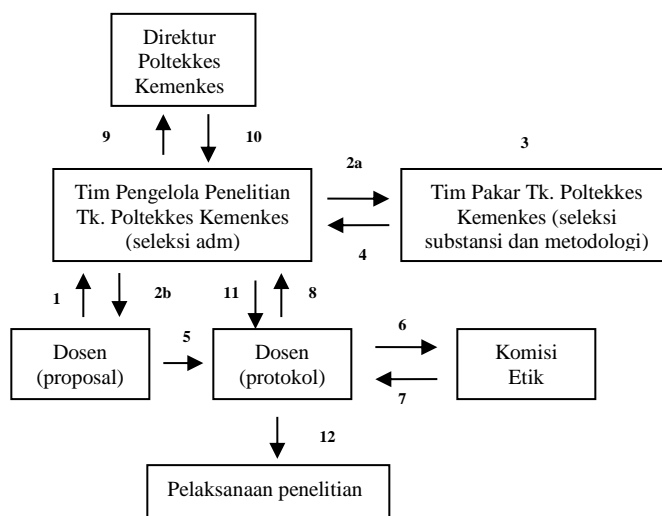 Direktur
Poltekkes
Kemenkes
9
10
3
2a
Tim Pengelola Penelitian
Tk. Poltekkes Kemenkes
(seleksi adm)
Tim Pakar Tk. Poltekkes
Kemenkes (seleksi
substansi dan metodologi)
4
1
2b
11
8
5
6
Dosen
(proposal)
Dosen
(protokol)
Komisi
Etik
7
12
Pelaksanaan penelitian